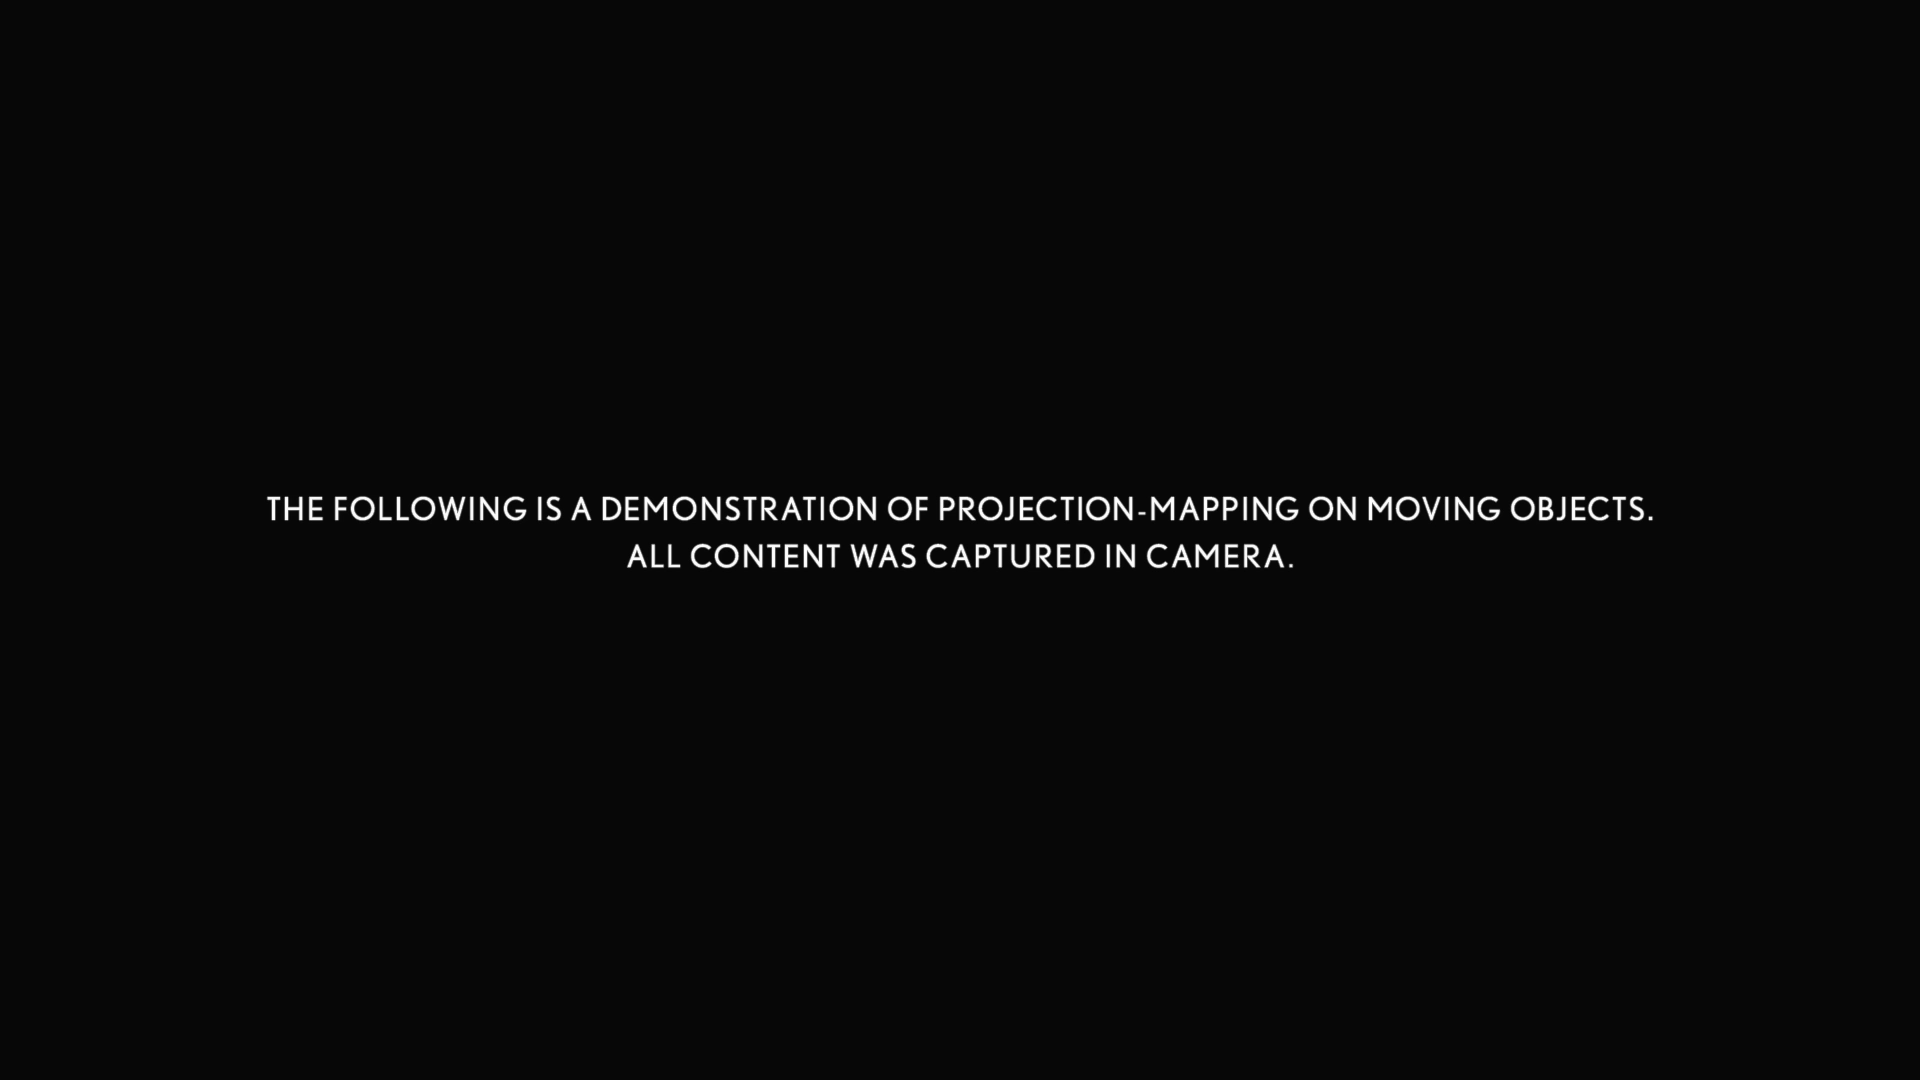 THE FOLLOWING IS A DEMONSTRATION OF PROJECTION-MAPPING ON MOVING OBJECTS.
ALL CONTENT WAS CAPTURED IN CAMERA.